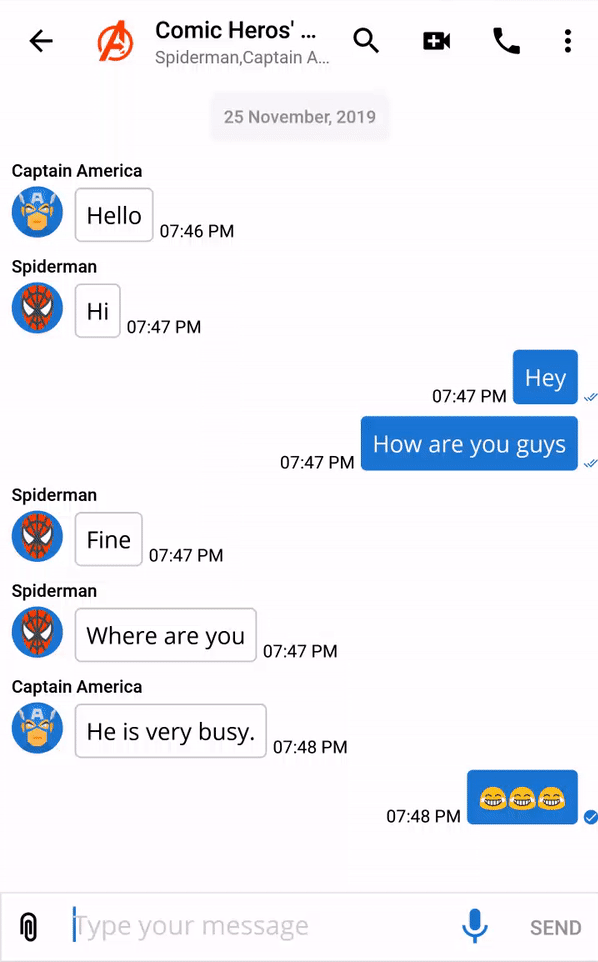 Comic Heros' ...
Spiderman,Captain A...
25 November, 2019
Captain America
Hello
07:46 PM
Spiderman
Hi
07:47 PM
Hey
07:47 PM
How are you guys
07:47 PM
Spiderman
Fine
07:47 PM
Spiderman
Where are you
07:47 PM
Captain America
He is very busy.
07:48 PM
😂😂😂
07:48 PM
Type your message
SEND